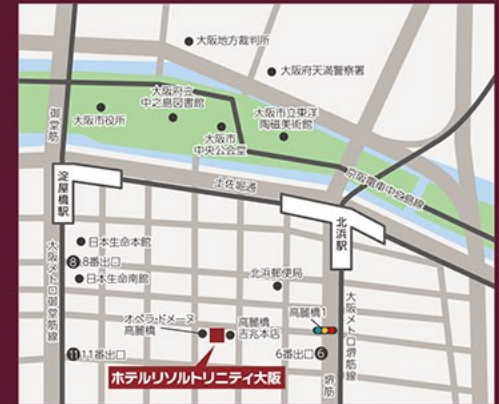 大阪地方裁判所
大阪府天満警察署
大阪府立
中之島図書館
大阪市立東洋
陶磁美術館
大阪市役所
大阪市
中央公会堂
御堂筋
京阪電車中之島線
土佐堀通
淀屋橋駅
北浜駅
日本生命本館
8 8番出口
日本生命南館
北浜郵便局
大阪メトロ御堂筋線
大阪メトロ堺筋線
オペラ・ドメーヌ
高麗橋
高麗橋
吉兆本店
高麗橋1
11 11番出口
6番出口 6
堺筋
ホテルリソルトリニティ大阪